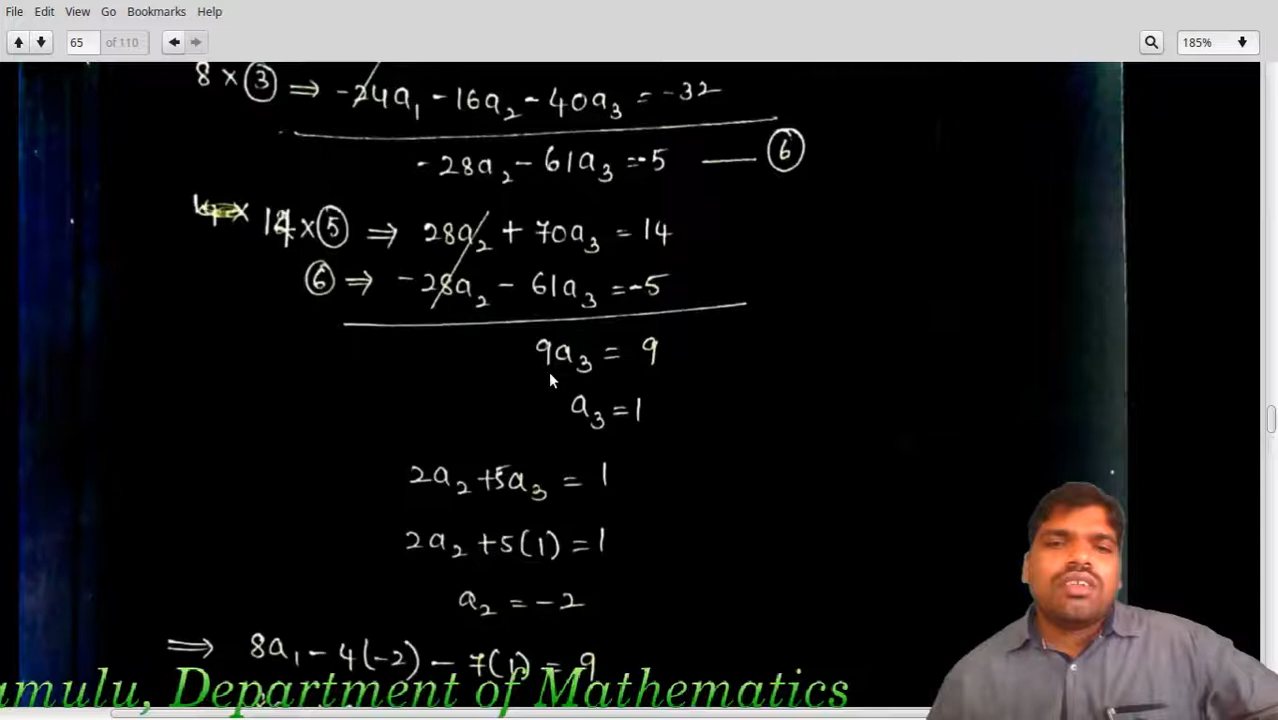 File Edit View Go Bookmarks Help
65 of 110 185%
8 × ③ ⇒ -24a₁ - 16a₂ - 40a₃ = -32
-28a₂ - 61a₃ = -5 — ⑥
14 × ⑤ ⇒ 28a₂ + 70a₃ = 14
⑥ ⇒ -28a₂ - 61a₃ = -5
9a₃ = 9
a₃ = 1
2a₂ + 5a₃ = 1
2a₂ + 5(1) = 1
a₂ = -2
⇒ 8a₁ - 4(-2) - 7(1) = 9
amulu, Department of Mathematics